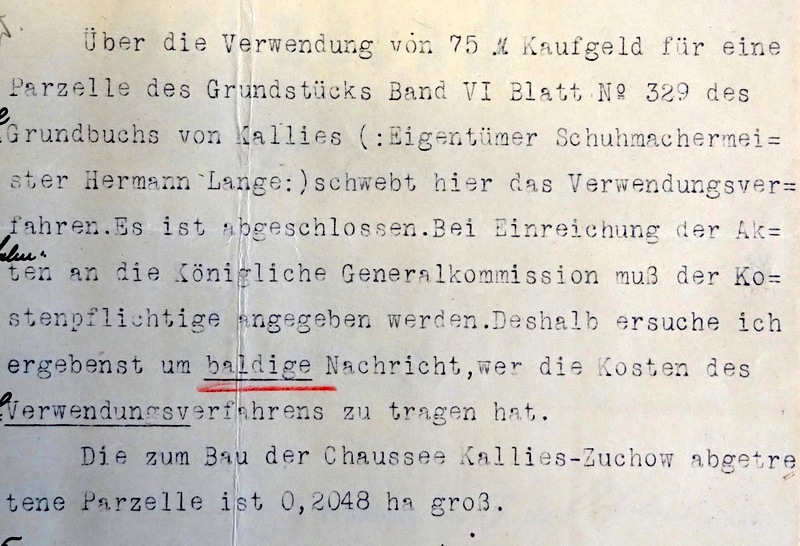 Über die Verwendung von 75 ℳ Kaufgeld für eine
Parzelle des Grundstücks Band VI Blatt № 329 des
Grundbuchs von Kallies (:Eigentümer Schuhmachermei=
ster Hermann Lange:)schwebt hier das Verwendungsver=
fahren.Es ist abgeschlossen.Bei Einreichung der Ak=
ten an die Königliche Generalkommission muß der Ko=
stenpflichtige angegeben werden.Deshalb ersuche ich
ergebenst um baldige Nachricht,wer die Kosten des
Verwendungsverfahrens zu tragen hat.
Die zum Bau der Chaussee Kallies-Zuchow abgetre
tene Parzelle ist 0,2048 ha groß.